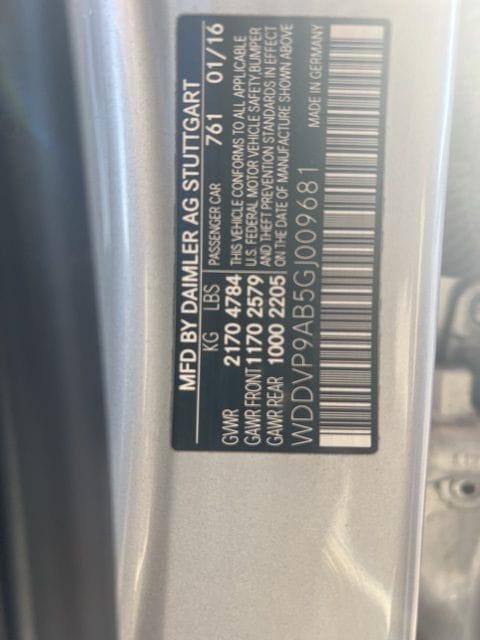 MFD BY DAIMLER AG STUTTGART
KG LBS PASSENGER CAR 761 01/16
GVWR 2170 4784 THIS VEHICLE CONFORMS TO ALL APPLICABLE
GAWR FRONT 1170 2579 U.S. FEDERAL MOTOR VEHICLE SAFETY, BUMPER
GAWR REAR 1000 2205 AND THEFT PREVENTION STANDARDS IN EFFECT
ON THE DATE OF MANUFACTURE SHOWN ABOVE
WDDVP9AB5GJ009681 MADE IN GERMANY